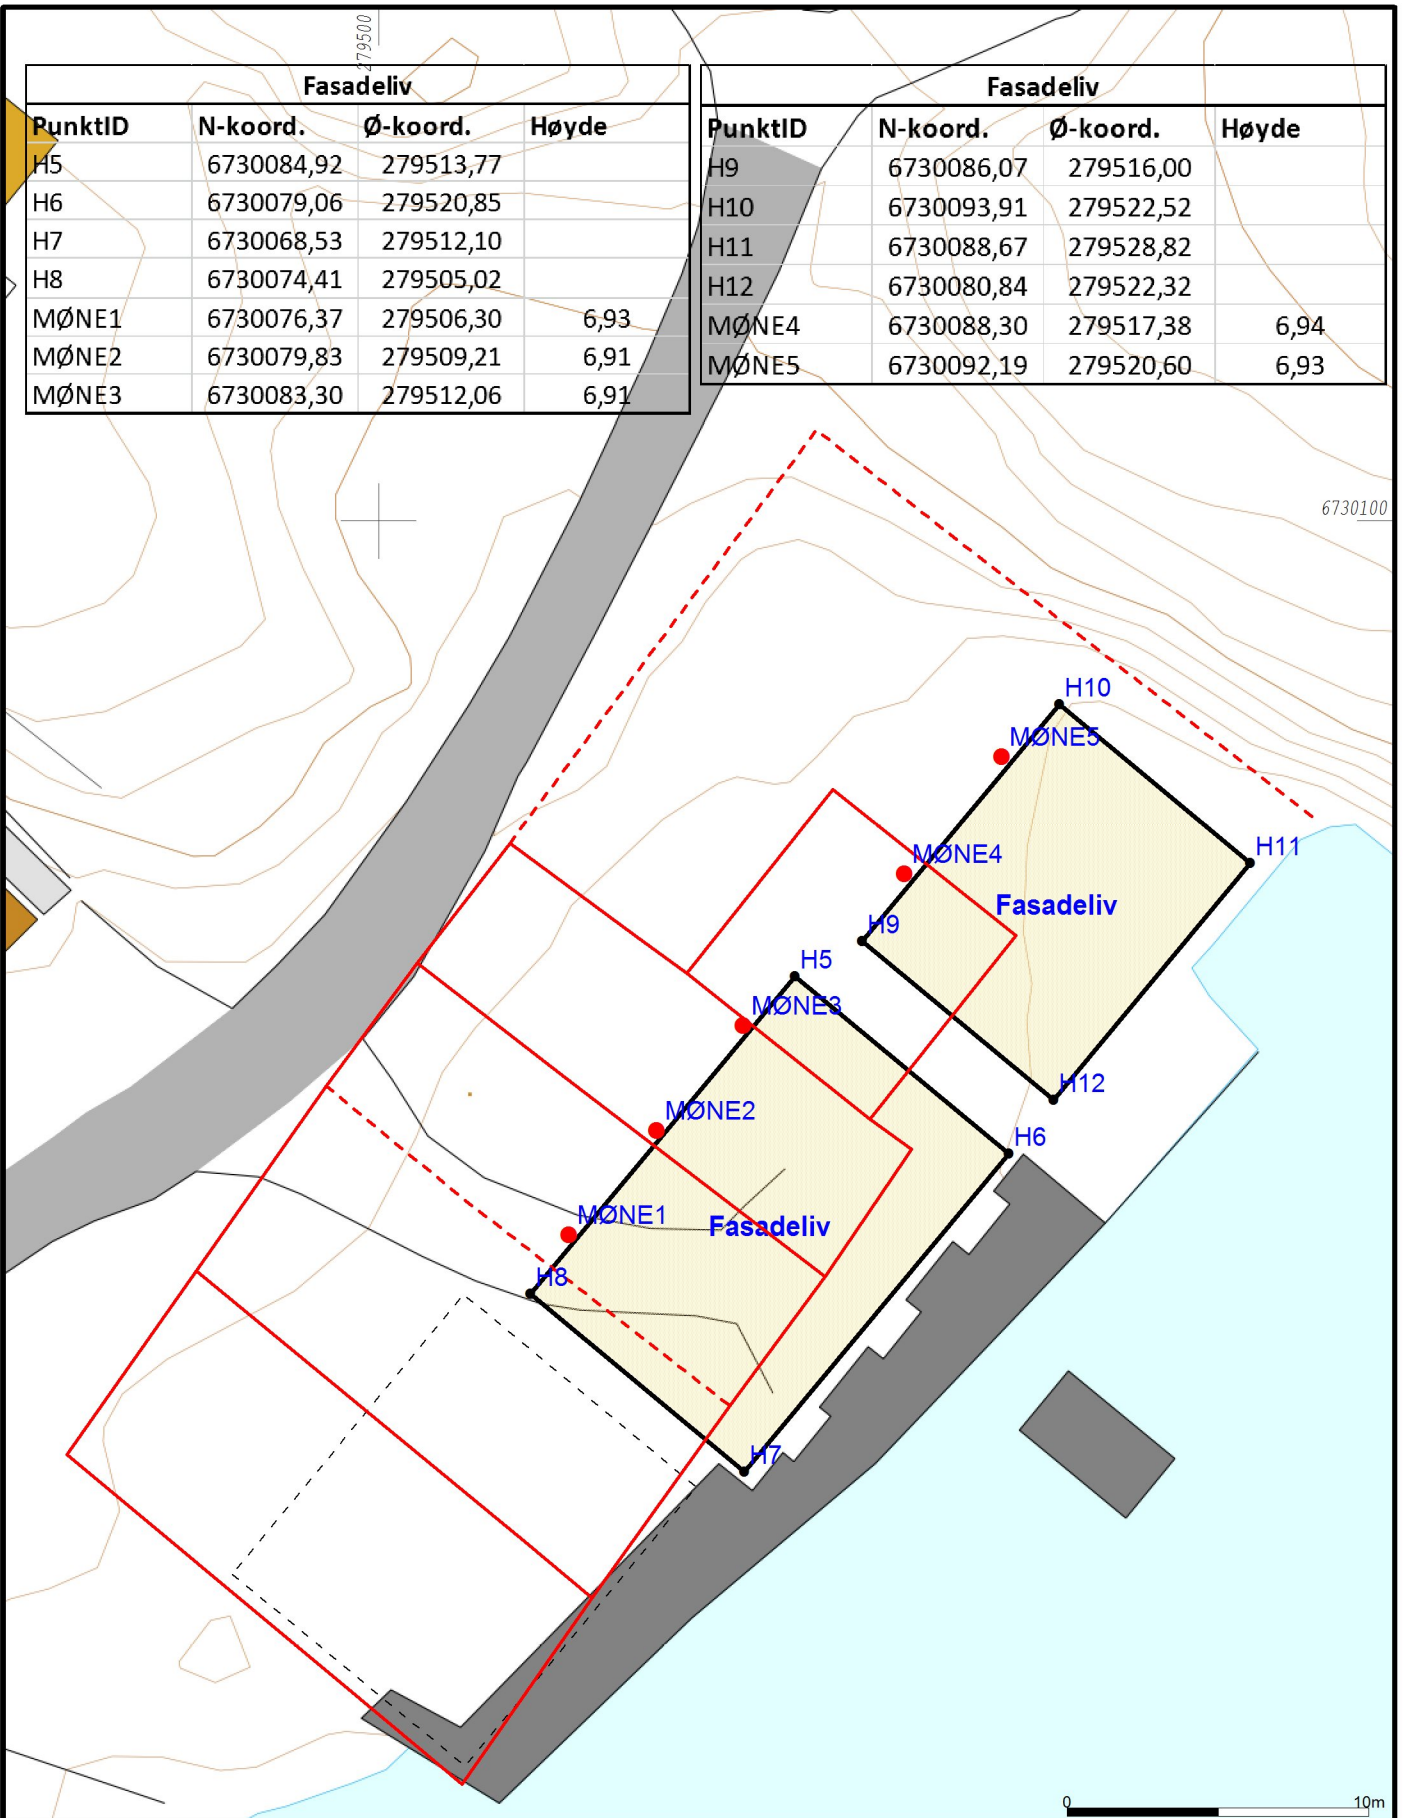 279500
Fasadeliv
PunktID N-koord. Ø-koord. Høyde
H5 6730084,92 279513,77
H6 6730079,06 279520,85
H7 6730068,53 279512,10
H8 6730074,41 279505,02
MØNE1 6730076,37 279506,30 6,93
MØNE2 6730079,83 279509,21 6,91
MØNE3 6730083,30 279512,06 6,91
Fasadeliv
PunktID N-koord. Ø-koord. Høyde
H9 6730086,07 279516,00
H10 6730093,91 279522,52
H11 6730088,67 279528,82
H12 6730080,84 279522,32
MØNE4 6730088,30 279517,38 6,94
MØNE5 6730092,19 279520,60 6,93
6730100
H10
MØNE5
H11
MØNE4
Fasadeliv
H9
H5
MØNE3
H12
MØNE2
H6
MØNE1
Fasadeliv
H8
H7
0 10m